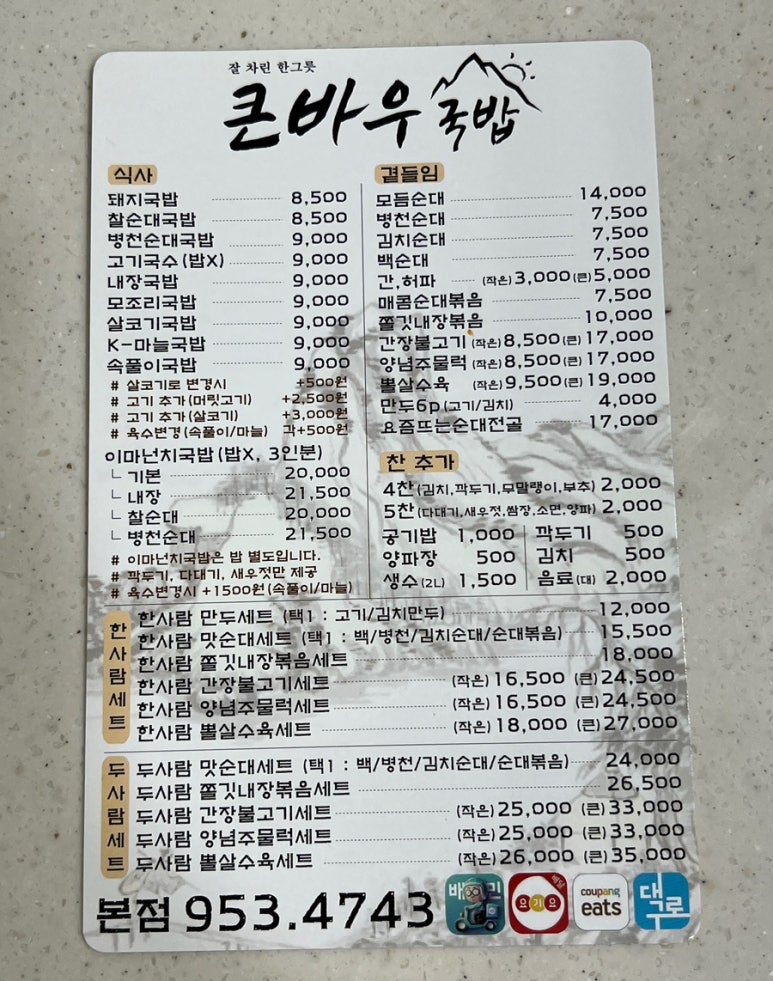 잘 차린 한그릇
큰바우국밥
식사
돼지국밥 8,500
찰순대국밥 8,500
병천순대국밥 9,000
고기국수(밥X) 9,000
내장국밥 9,000
모조리국밥 9,000
살코기국밥 9,000
K-마늘국밥 9,000
속풀이국밥 9,000
# 살코기로 변경시 +500원
# 고기 추가(머릿고기) +2,500원
# 고기 추가(살코기) +3,000원
# 육수변경(속풀이/마늘) 각+500원
이마넌치국밥(밥X, 3인분)
└ 기본 20,000
└ 내장 21,500
└ 찰순대 20,000
└ 병천순대 21,500
# 이마넌치국밥은 밥 별도입니다.
# 깍두기, 다대기, 새우젓만 제공
# 육수변경시 +1500원(속풀이/마늘)
곁들임
모듬순대 14,000
병천순대 7,500
김치순대 7,500
백순대 7,500
간,허파 (작은)3,000(큰)5,000
매콤순대볶음 7,500
쫄깃내장볶음 10,000
간장불고기 (작은)8,500(큰)17,000
양념주물럭 (작은)8,500(큰)17,000
뽈살수육 (작은)9,500(큰)19,000
만두6p(고기/김치) 4,000
요즘뜨는순대전골 17,000
찬 추가
4찬(김치,깍두기,무말랭이,부추) 2,000
5찬(다대기,새우젓,쌈장,소면,양파) 2,000
공기밥 1,000 깍두기 500
양파장 500 김치 500
생수(2L) 1,500 음료(대) 2,000
한사람세트
한사람 만두세트 (택1 : 고기/김치만두) 12,000
한사람 맛순대세트 (택1 : 백/병천/김치순대/순대볶음) 15,500
한사람 쫄깃내장볶음세트 18,000
한사람 간장불고기세트 (작은)16,500 (큰)24,500
한사람 양념주물럭세트 (작은)16,500 (큰)24,500
한사람 뽈살수육세트 (작은)18,000 (큰)27,000
두사람세트
두사람 맛순대세트 (택1 : 백/병천/김치순대/순대볶음) 24,000
두사람 쫄깃내장볶음세트 26,500
두사람 간장불고기세트 (작은)25,000 (큰)33,000
두사람 양념주물럭세트 (작은)25,000 (큰)33,000
두사람 뽈살수육세트 (작은)26,000 (큰)35,000
본점 953.4743
배민
배달
요기요
coupang
eats
대구로